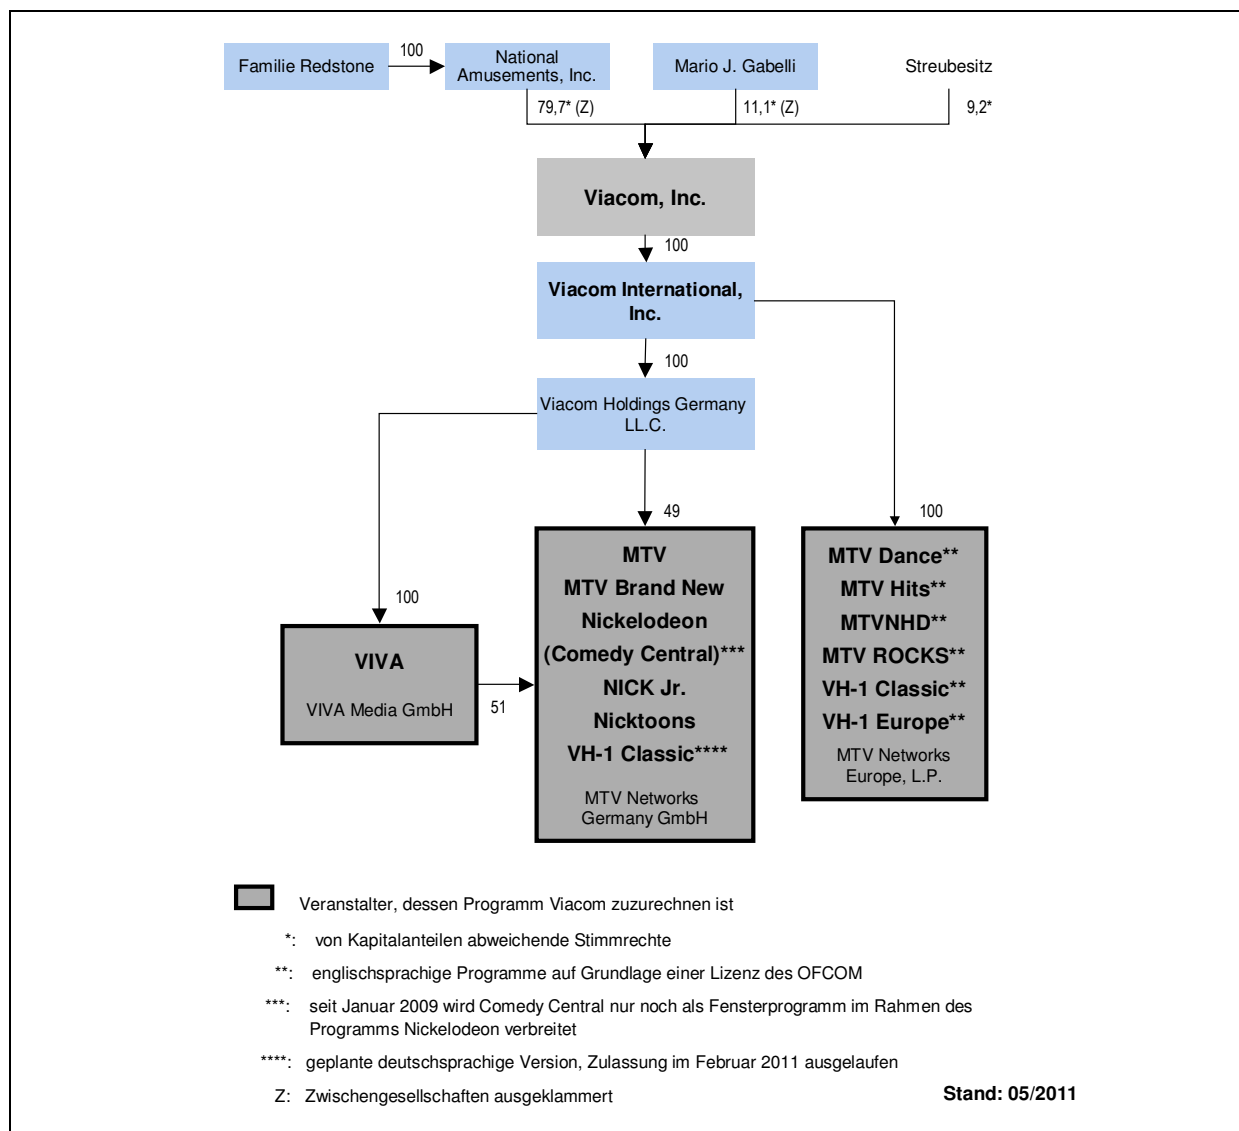 Familie Redstone
100
National
Amusements, Inc.
Mario J. Gabelli
Streubesitz
79,7* (Z)
11,1* (Z)
9,2*
Viacom, Inc.
100
Viacom International,
Inc.
100
Viacom Holdings Germany
LL.C.
49
100
100
MTV
MTV Brand New
Nickelodeon
(Comedy Central)***
NICK Jr.
Nicktoons
VH-1 Classic****
MTV Networks
Germany GmbH
MTV Dance**
MTV Hits**
MTVNHD**
MTV ROCKS**
VH-1 Classic**
VH-1 Europe**
MTV Networks
Europe, L.P.
VIVA
VIVA Media GmbH
51
Veranstalter, dessen Programm Viacom zuzurechnen ist
*: von Kapitalanteilen abweichende Stimmrechte
**: englischsprachige Programme auf Grundlage einer Lizenz des OFCOM
***: seit Januar 2009 wird Comedy Central nur noch als Fensterprogramm im Rahmen des
Programms Nickelodeon verbreitet
****: geplante deutschsprachige Version, Zulassung im Februar 2011 ausgelaufen
Z: Zwischengesellschaften ausgeklammert
Stand: 05/2011